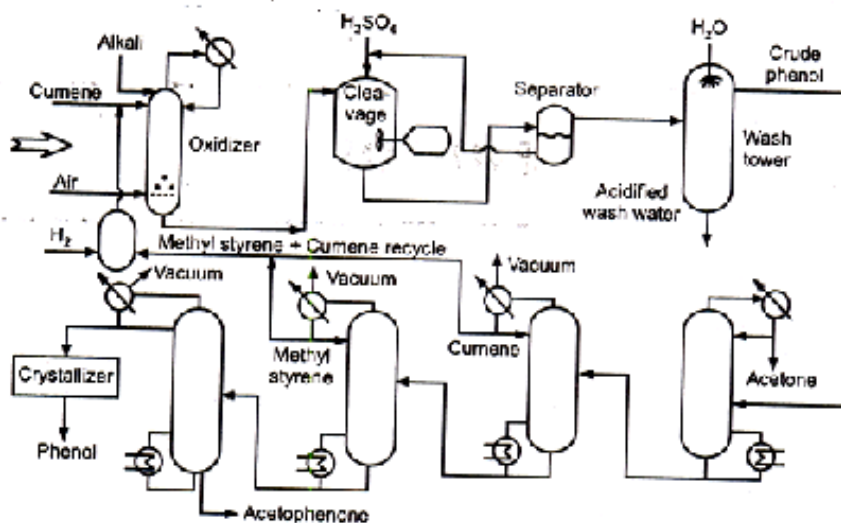 H₂SO₄
H₂O
Alkali
Crude
phenol
Cumene
Clea-
vage
Separator
Oxidizer
Wash
tower
Air
Acidified
wash water
H₂
Methyl styrene + Cumene recycle
Vacuum
Vacuum
Vacuum
Methyl
styrene
Cumene
Crystallizer
Acetone
Phenol
Acetophenone